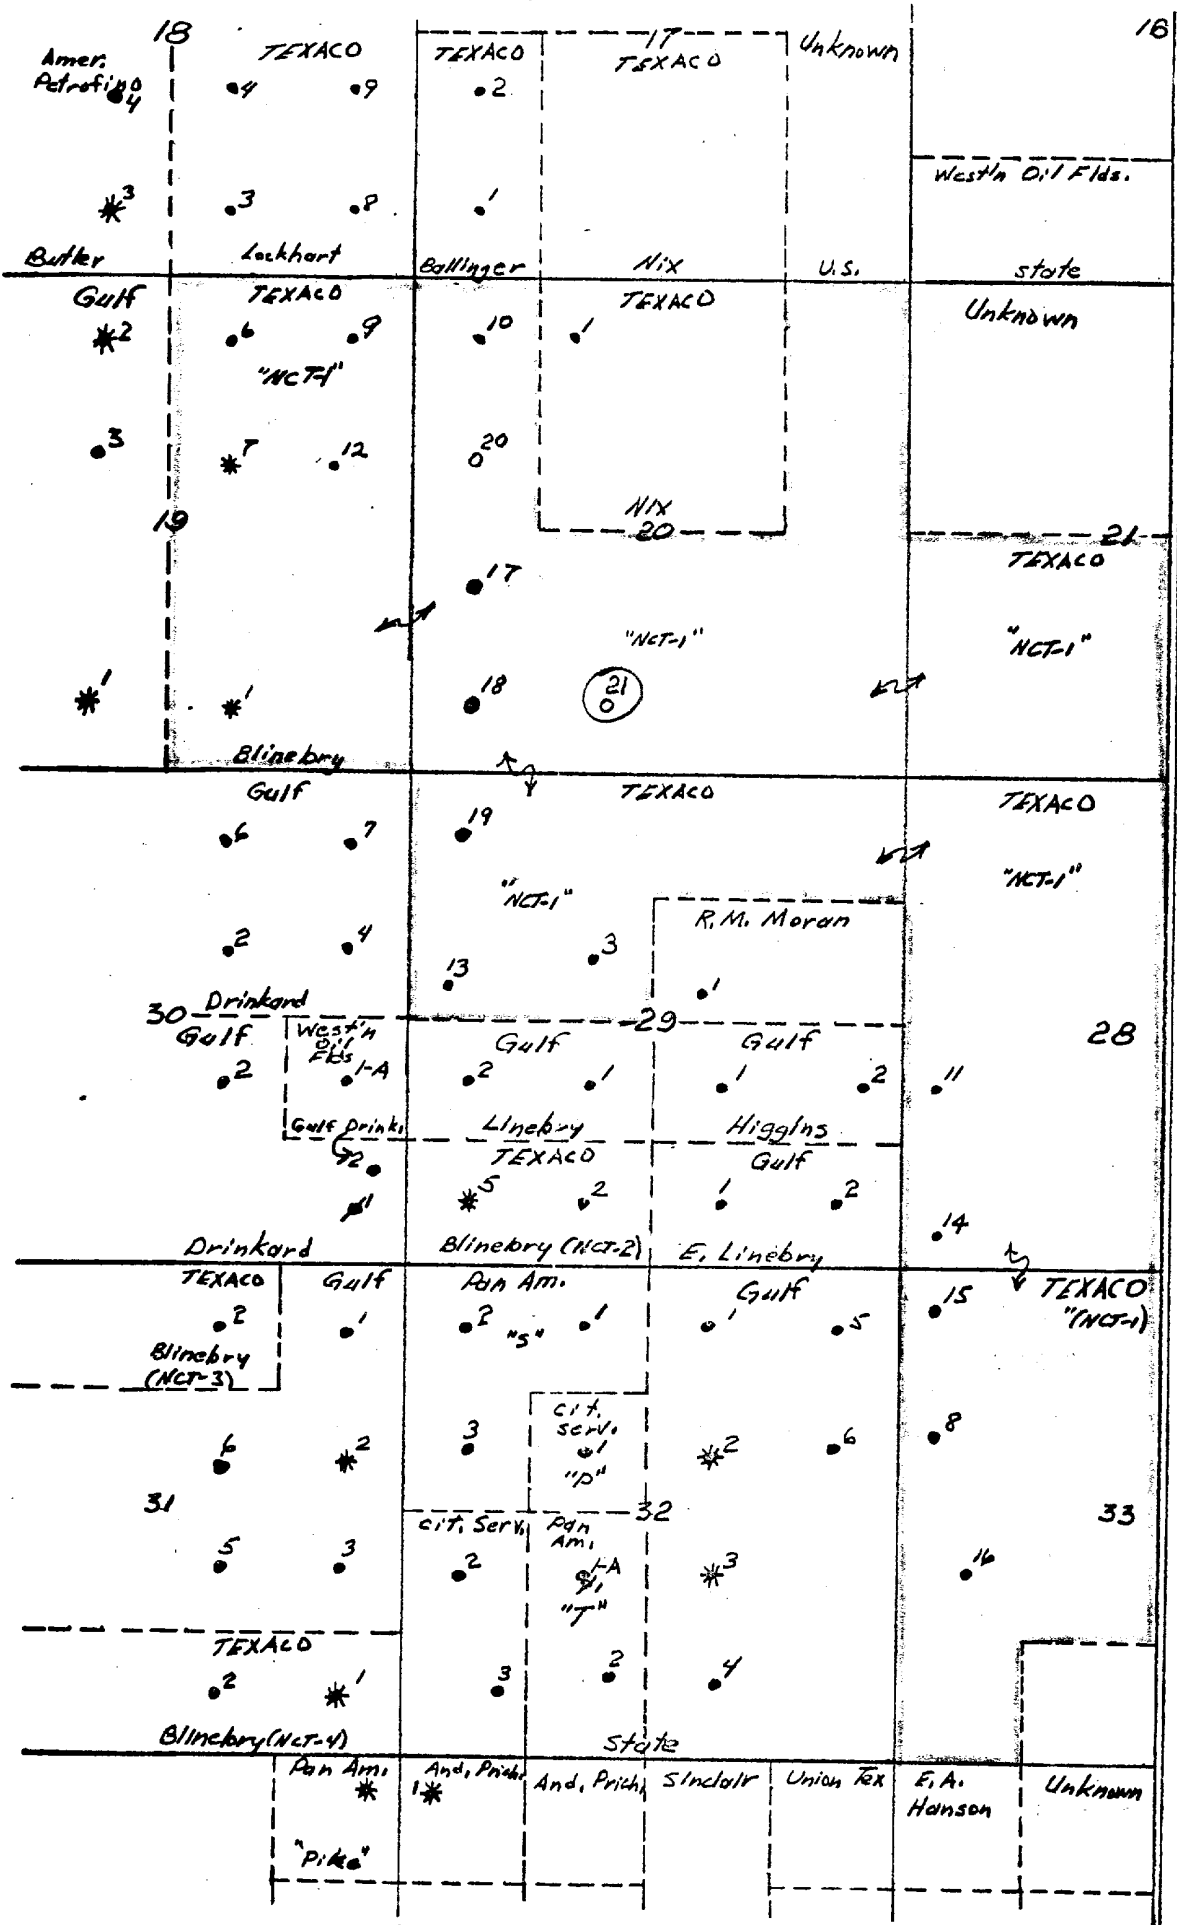 18
TEXACO
TEXACO
17
TEXACO
Unknown
16
Amer.
Petrofina
4
4
9
2
West'n Oil Flds.
3
3
8
1
Butler
Lockhart
Ballinger
Nix
U.S.
state
Gulf
TEXACO
TEXACO
Unknown
2
6
9
10
1
"NCT-1"
3
7
12
20
19
Nix
20
21
TEXACO
17
"NCT-1"
"NCT-1"
1
1
18
21
Blinebry
Gulf
TEXACO
TEXACO
6
7
19
"NCT-1"
"NCT-1"
R.M. Moran
2
4
13
3
1
30
Drinkard
29
28
Gulf
West'n
Oil
Flds
Gulf
Gulf
2
1-A
2
1
1
2
11
Gulf Drink.
Linebry
Higgins
2
TEXACO
Gulf
1
5
2
1
2
14
Drinkard
Blinebry (NCT-2)
E. Linebry
TEXACO
Gulf
Pan Am.
Gulf
TEXACO
"(NCT-1)
2
1
2
"S"
1
1
5
15
Blinebry
(NCT-3)
cit.
serv.
6
2
3
1
"P"
2
6
8
31
32
33
cit. Serv.
Pan
Am.
5
3
2
1-A
1
"T"
3
16
TEXACO
2
1
3
2
4
Blinebry (NCT-4)
State
Pan Am.
And. Prich.
And. Prich.
Sinclair
Union Tex
E.A.
Hanson
Unknown
1
"Pike"